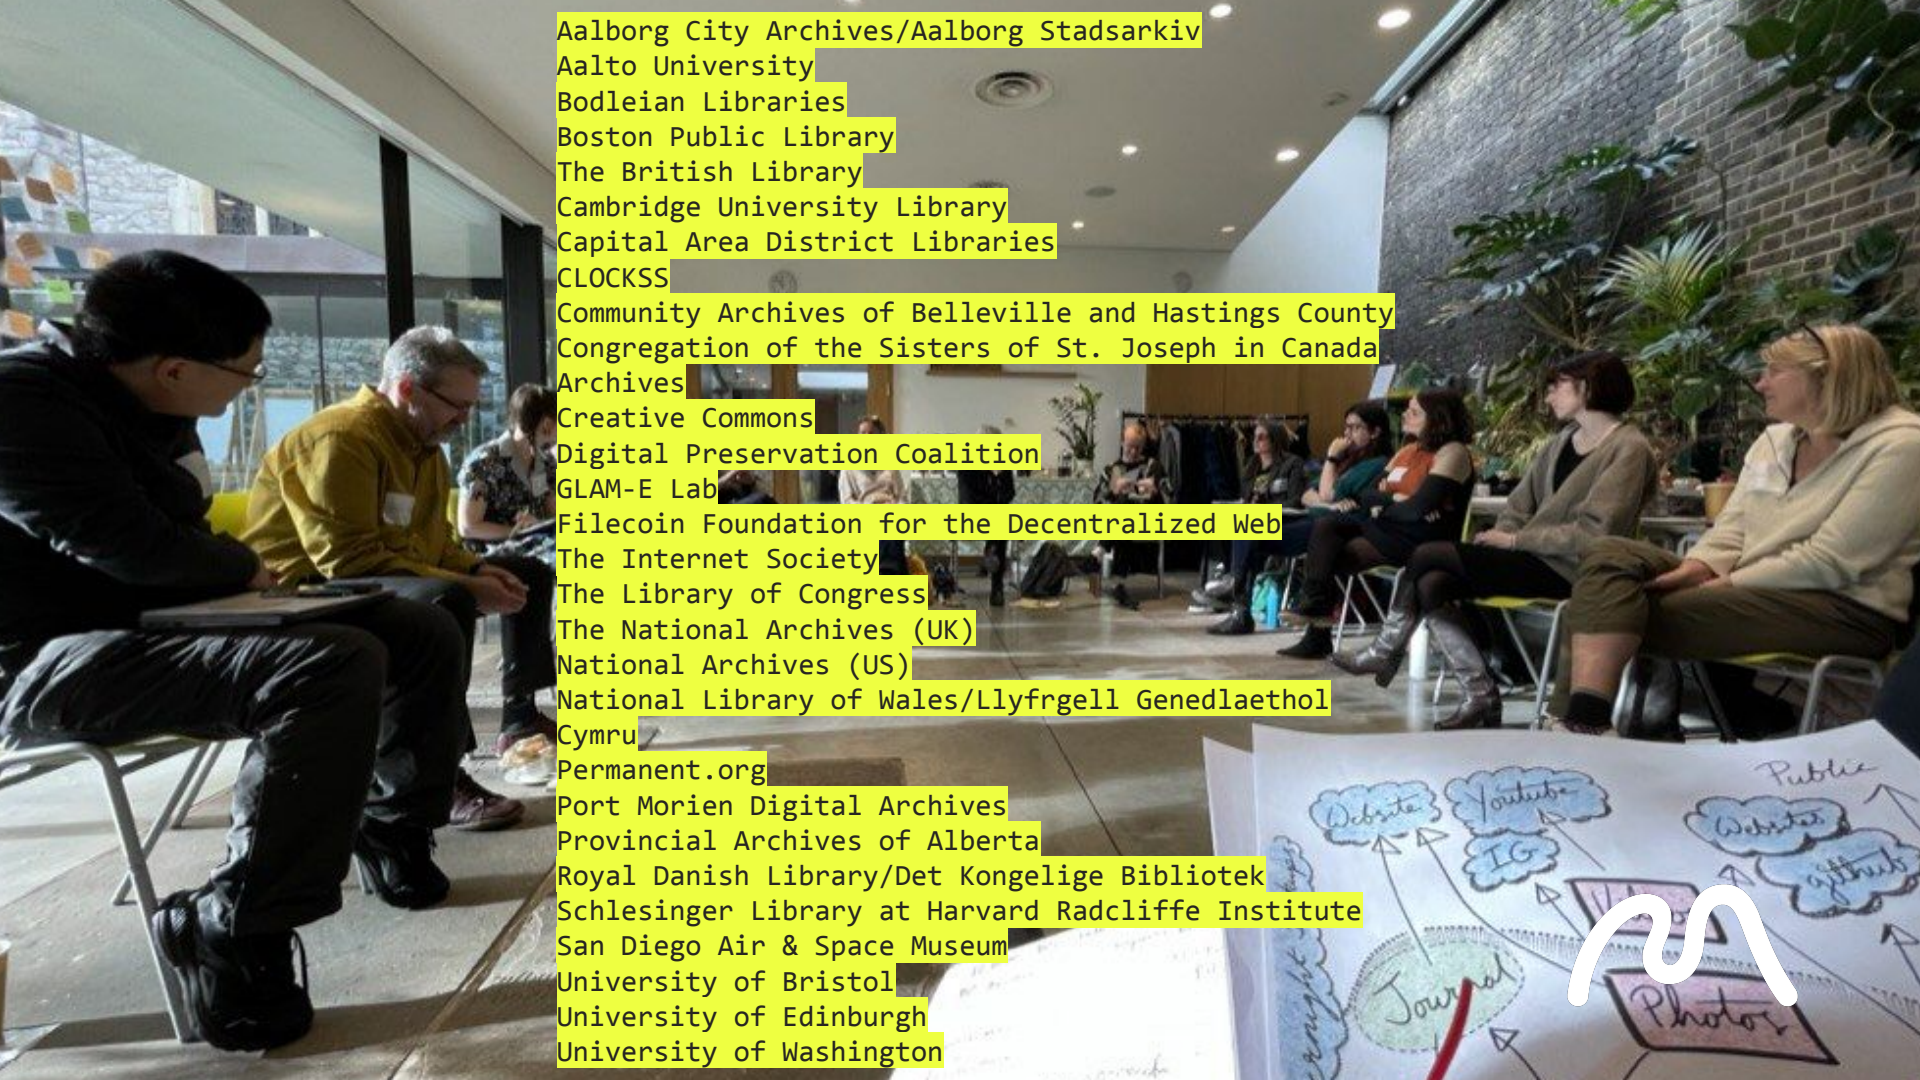 Aalborg City Archives/Aalborg Stadsarkiv
Aalto University
Bodleian Libraries
Boston Public Library
The British Library
Cambridge University Library
Capital Area District Libraries
CLOCKSS
Community Archives of Belleville and Hastings County
Congregation of the Sisters of St. Joseph in Canada
Archives
Creative Commons
Digital Preservation Coalition
GLAM-E Lab
Filecoin Foundation for the Decentralized Web
The Internet Society
The Library of Congress
The National Archives (UK)
National Archives (US)
National Library of Wales/Llyfrgell Genedlaethol
Cymru
Permanent.org
Port Morien Digital Archives
Provincial Archives of Alberta
Royal Danish Library/Det Kongelige Bibliotek
Schlesinger Library at Harvard Radcliffe Institute
San Diego Air & Space Museum
University of Bristol
University of Edinburgh
University of Washington
Public
Website
Youtube
Websites
IG
github
Journal
Photos